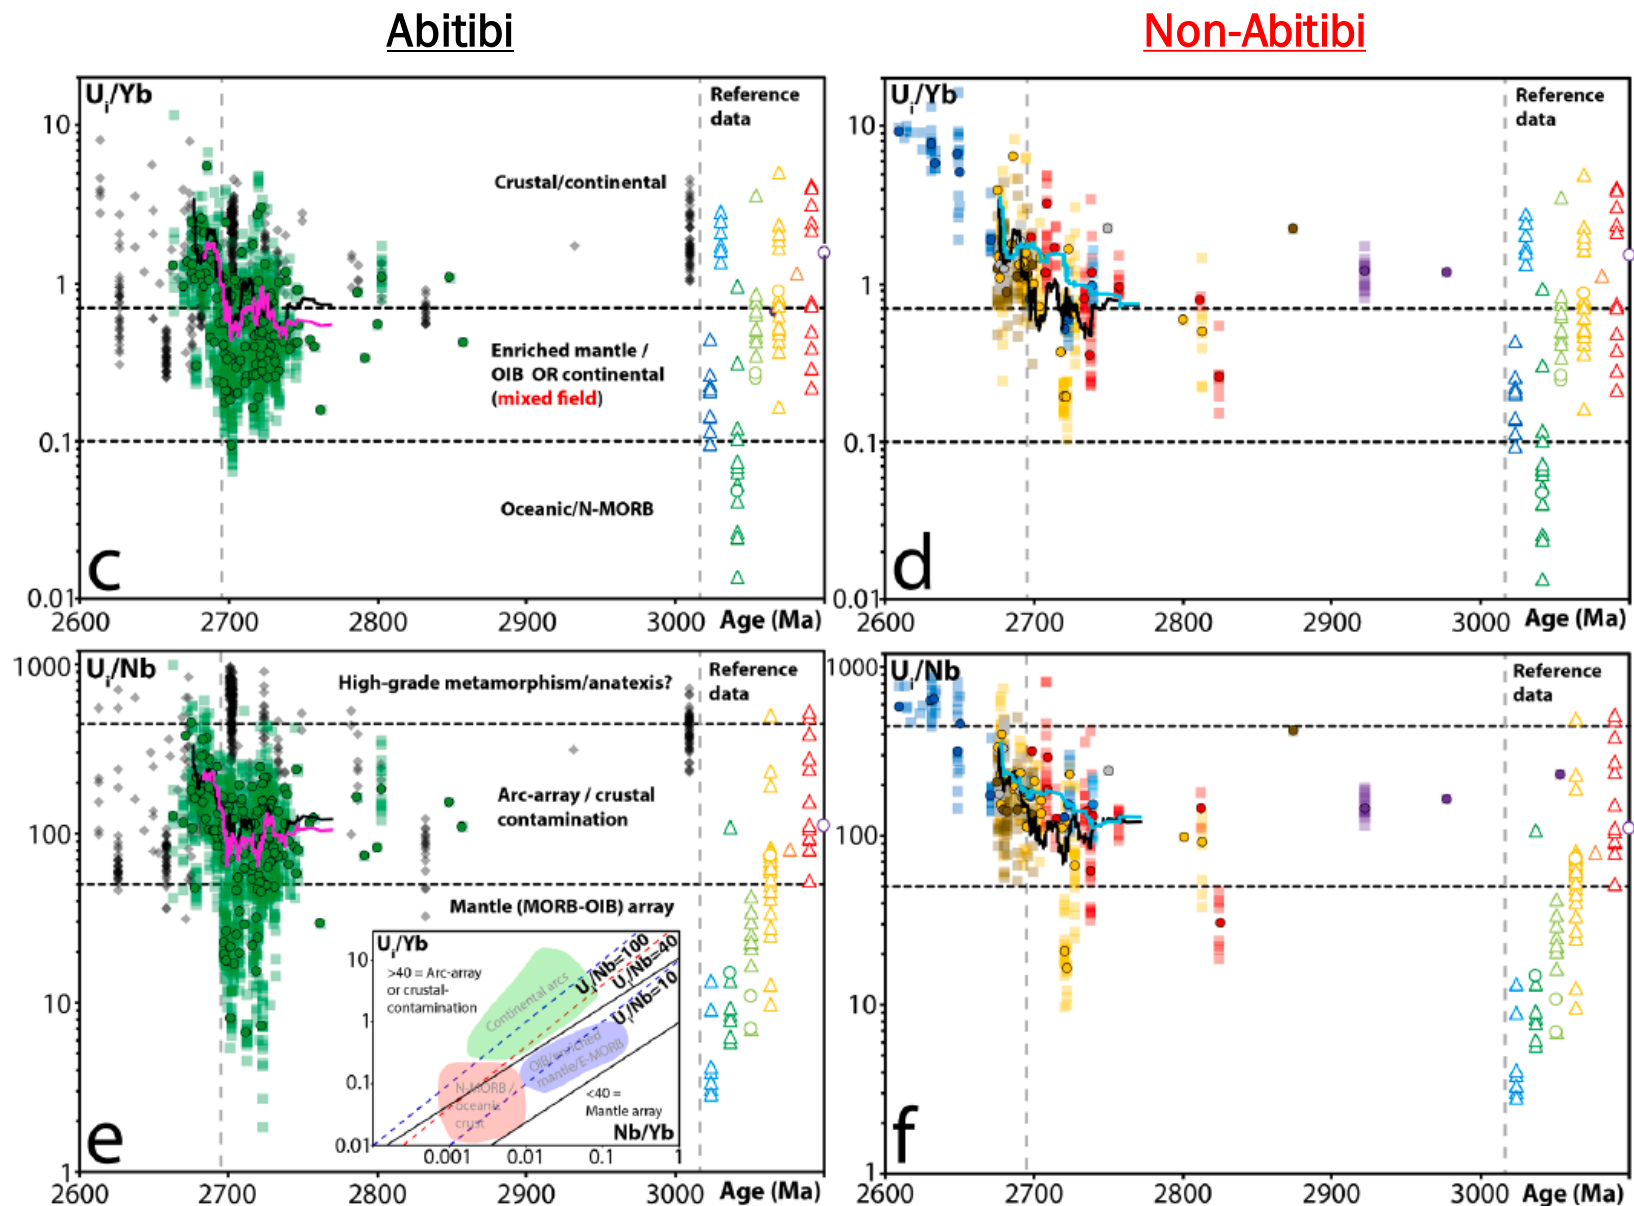 Abitibi
Non-Abitibi
Ui/Yb
Reference
data
10
Crustal/continental
1
Enriched mantle /
OIB OR continental
(mixed field)
0.1
Oceanic/N-MORB
c
0.01
2600
2700
2800
2900
3000
Age (Ma)
Ui/Yb
Reference
data
10
1
0.1
d
0.01
2600
2700
2800
2900
3000
Age (Ma)
1000
Ui/Nb
Reference
data
High-grade metamorphism/anatexis?
Arc-array / crustal
contamination
100
Mantle (MORB-OIB) array
Ui/Yb
10
>40 = Arc-array
or crustal-
contamination
Continental arcs
Ui/Nb=100
Ui/Nb=40
Ui/Nb=10
1
OIB/enriched
mantle/E-MORB
0.1
N-MORB /
oceanic
crust
<40 =
Mantle array
Nb/Yb
0.01
0.001
0.01
0.1
1
10
e
1
2600
2700
2800
2900
3000
Age (Ma)
1000
Ui/Nb
Reference
data
100
10
f
1
2600
2700
2800
2900
3000
Age (Ma)